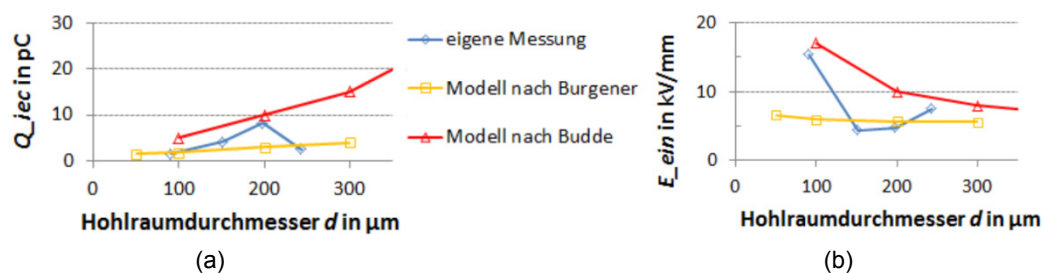 Q_iec in pC
30
20
10
0
0 100 200 300
Hohlraumdurchmesser d in µm
(a)
eigene Messung
Modell nach Burgener
Modell nach Budde
E_ein in kV/mm
20
10
0
0 100 200 300
Hohlraumdurchmesser d in µm
(b)